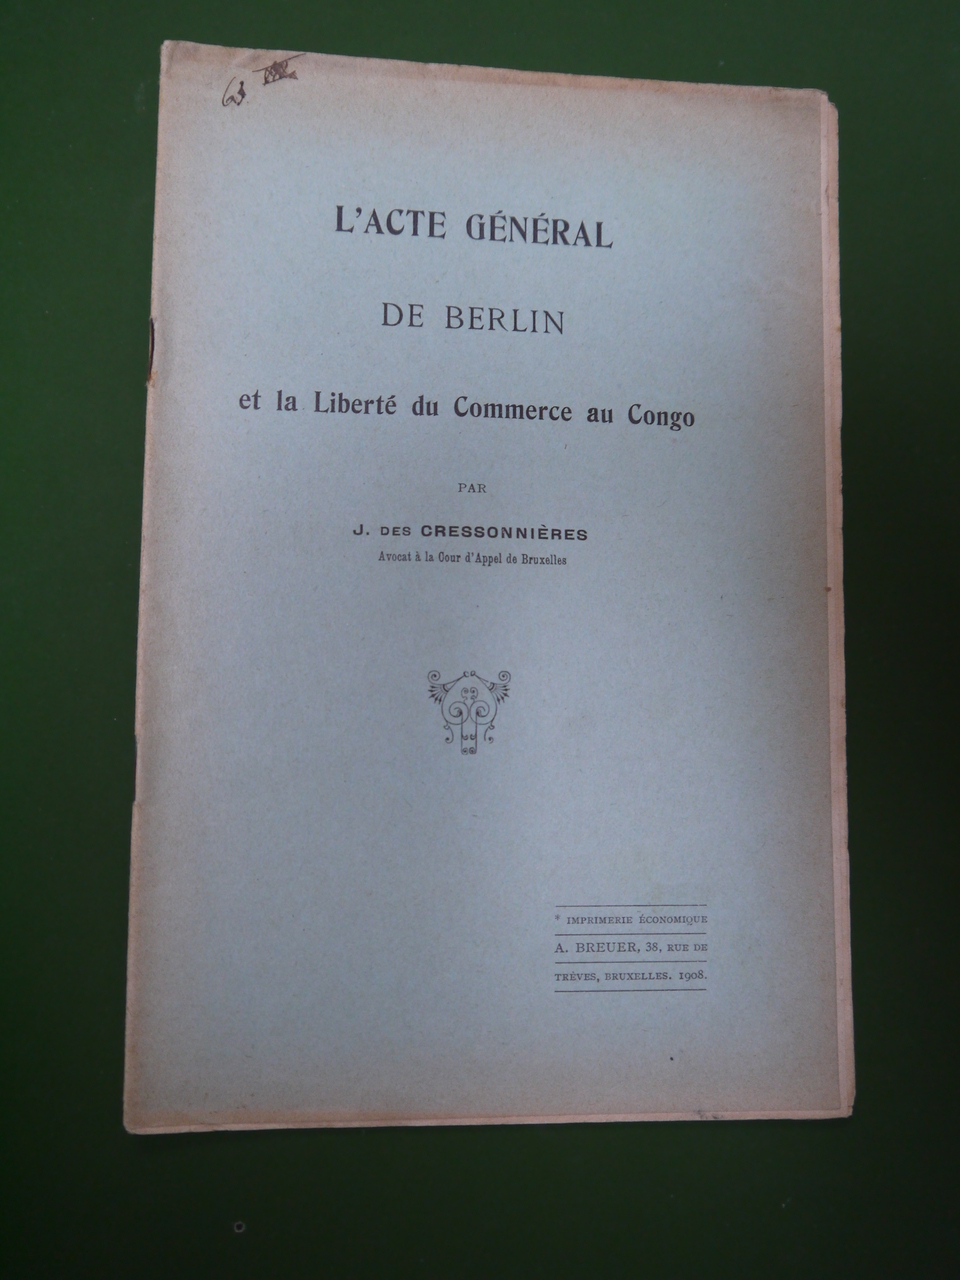 63
L'ACTE GÉNÉRAL
DE BERLIN
et la Liberté du Commerce au Congo
PAR
J. DES CRESSONNIÈRES
Avocat à la Cour d'Appel de Bruxelles
* IMPRIMERIE ÉCONOMIQUE
A. BREUER, 38, RUE DE
TRÈVES, BRUXELLES. 1908.